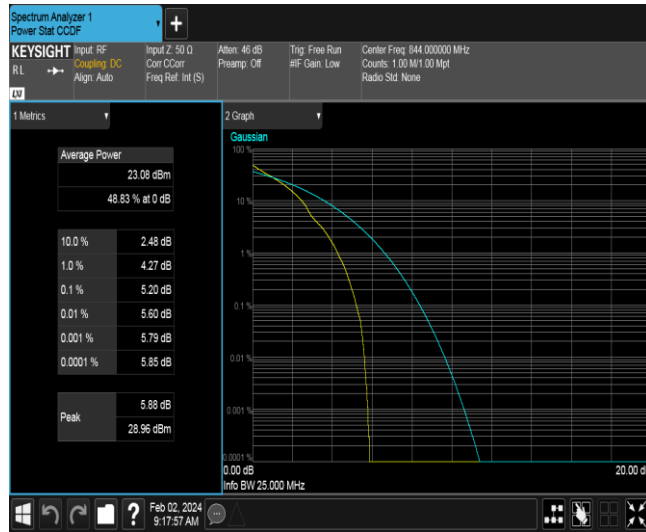 Spectrum Analyzer 1
Power Stat CCDF
KEYSIGHT
RL
LXI
Input: RF
Coupling: DC
Align: Auto
Input Z: 50 Ω
Corr CCorr
Freq Ref: Int (S)
Atten: 46 dB
Preamp: Off
Trig: Free Run
#IF Gain: Low
Center Freq: 844.000000 MHz
Counts: 1.00 M/1.00 Mpt
Radio Std: None
1 Metrics
Average Power
23.08 dBm
48.83 % at 0 dB
10.0 % 2.48 dB
1.0 % 4.27 dB
0.1 % 5.20 dB
0.01 % 5.60 dB
0.001 % 5.79 dB
0.0001 % 5.85 dB
Peak
5.88 dB
28.96 dBm
2 Graph
Gaussian
100 %
10 %
1 %
0.1 %
0.01 %
0.001 %
0.0001 %
0.00 dB
20.00 d
Info BW 25.000 MHz
?
Feb 02, 2024
9:17:57 AM